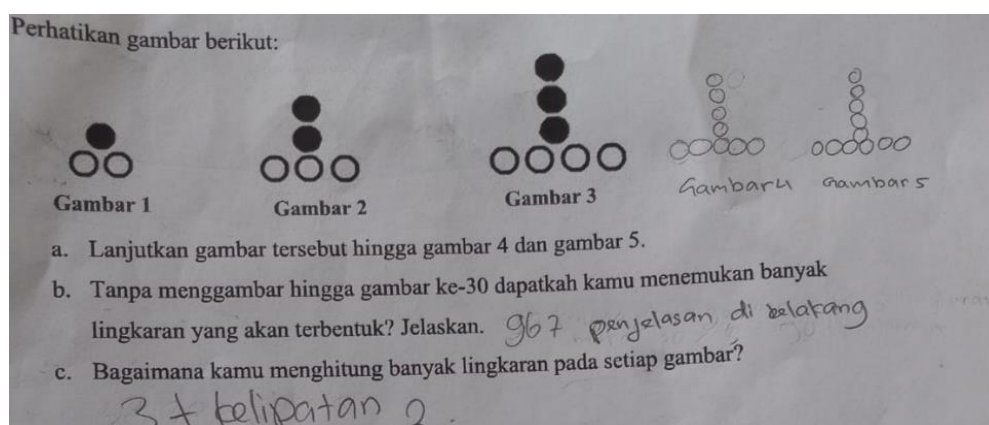 Perhatikan gambar berikut:
Gambar 1
Gambar 2
Gambar 3
Gambar 4
Gambar 5
a. Lanjutkan gambar tersebut hingga gambar 4 dan gambar 5.
b. Tanpa menggambar hingga gambar ke-30 dapatkah kamu menemukan banyak
lingkaran yang akan terbentuk? Jelaskan. 967 penjelasan di belakang
c. Bagaimana kamu menghitung banyak lingkaran pada setiap gambar?
3 + kelipatan 2.